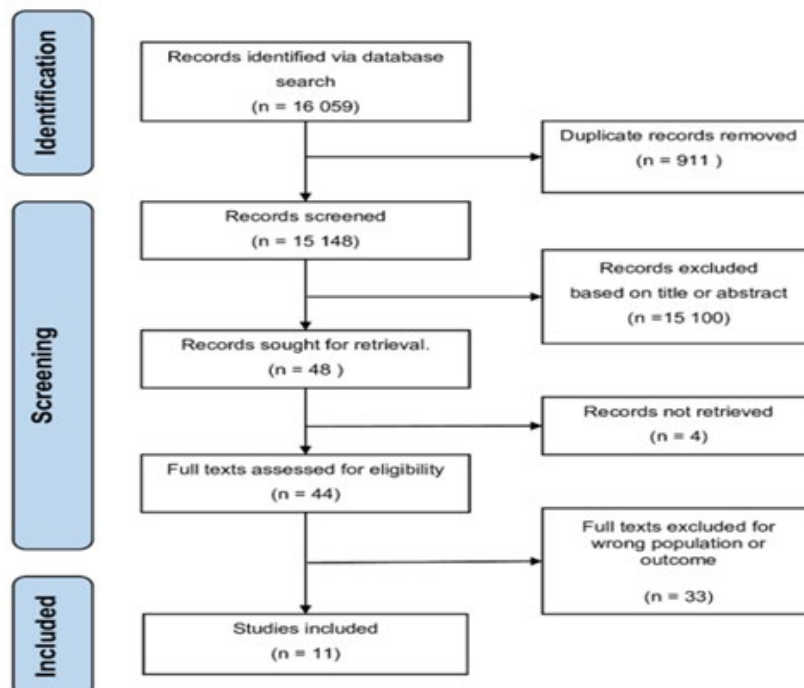 Identification
Records identified via database
search
(n = 16 059)
Duplicate records removed
(n = 911 )
Screening
Records screened
(n = 15 148)
Records excluded
based on title or abstract
(n =15 100)
Records sought for retrieval.
(n = 48 )
Records not retrieved
(n = 4)
Full texts assessed for eligibility
(n = 44)
Full texts excluded for
wrong population or
outcome
(n = 33)
Included
Studies included
(n = 11)